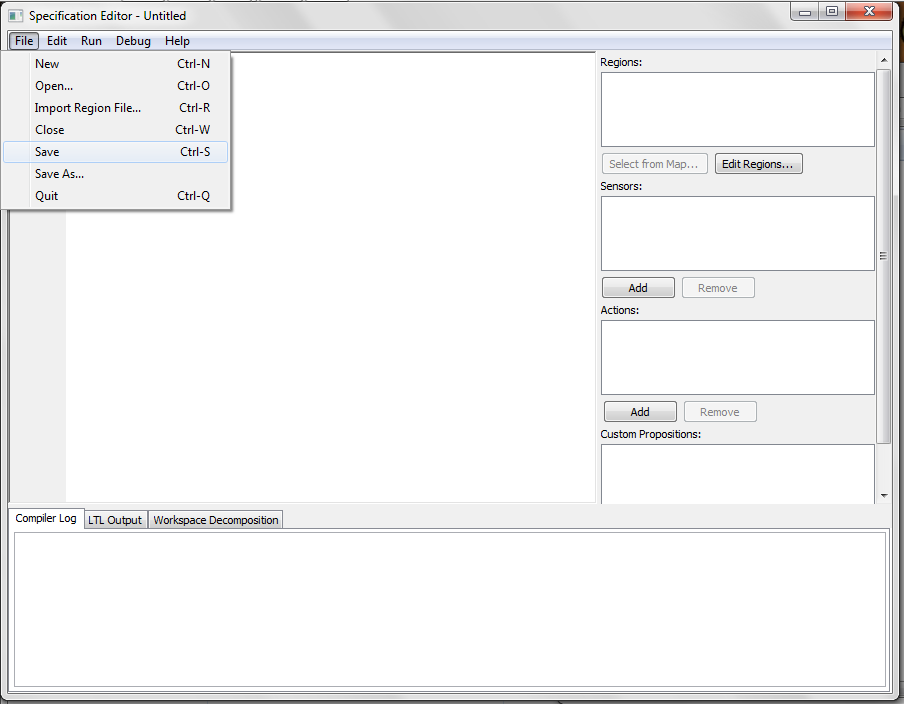 Specification Editor - Untitled
File Edit Run Debug Help
New Ctrl-N
Open... Ctrl-O
Import Region File... Ctrl-R
Close Ctrl-W
Save Ctrl-S
Save As...
Quit Ctrl-Q
Regions:
Select from Map... Edit Regions...
Sensors:
Add Remove
Actions:
Add Remove
Custom Propositions:
Compiler Log LTL Output Workspace Decomposition